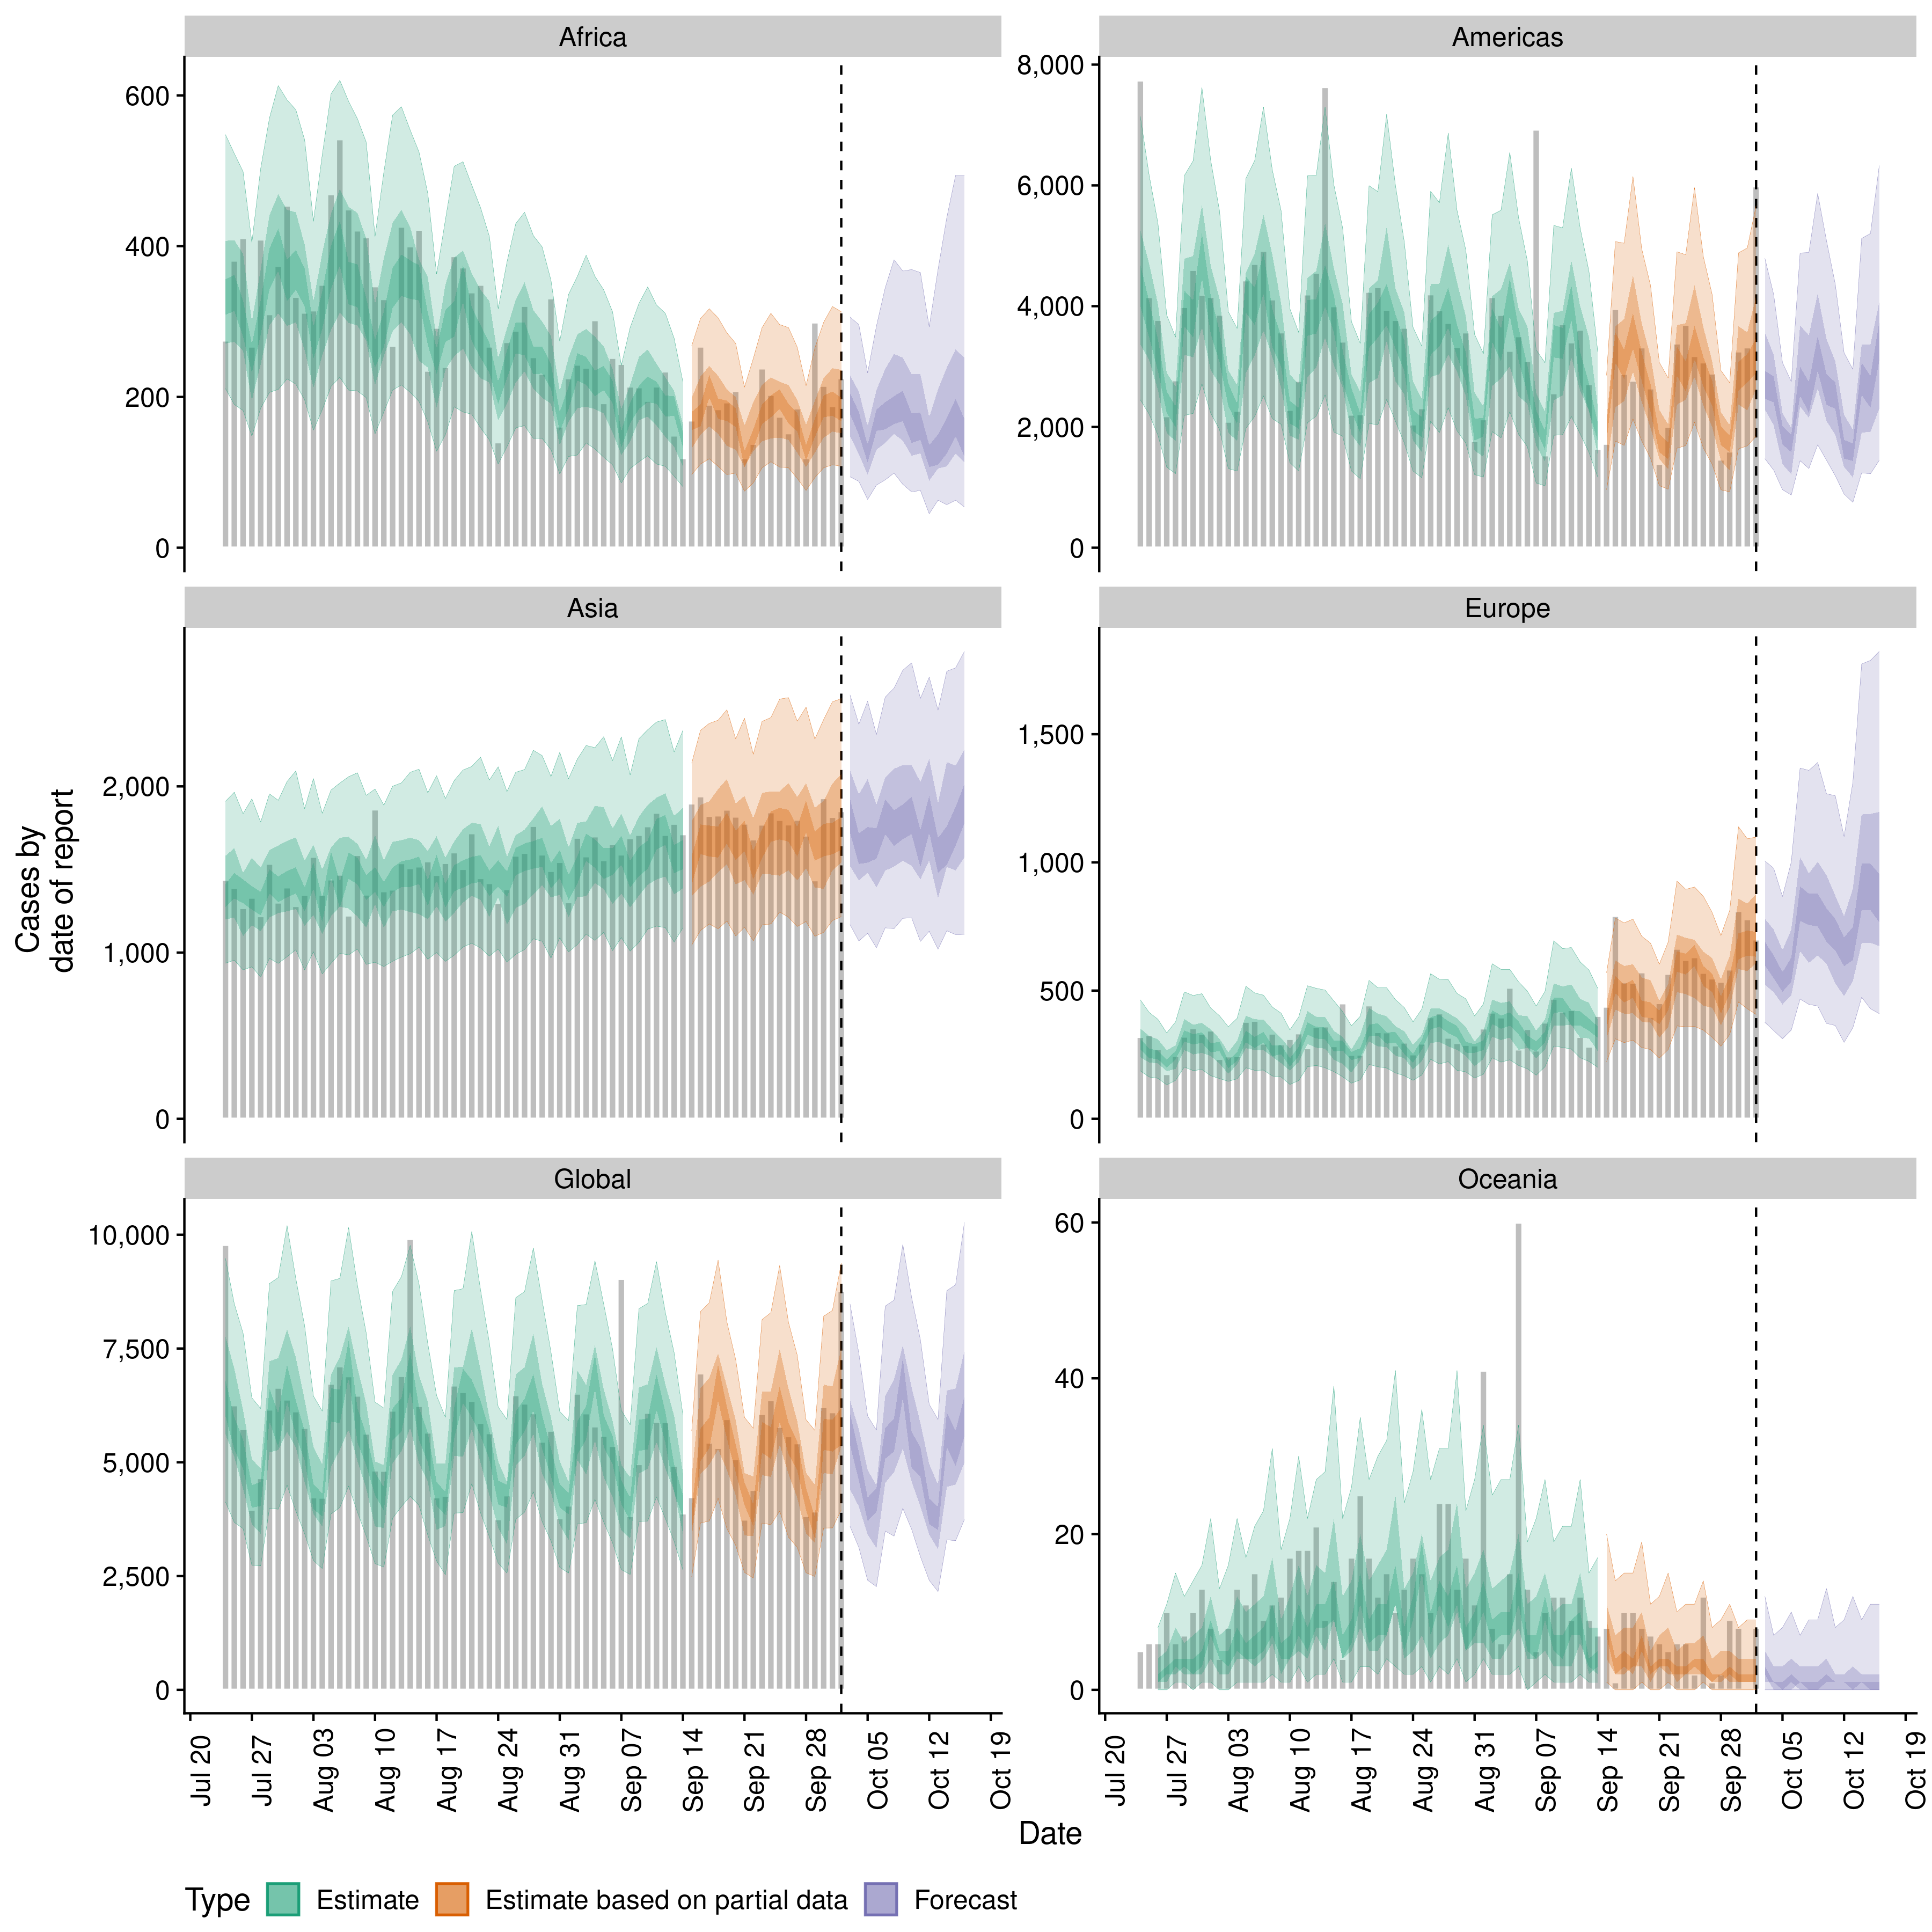 Africa
Americas
600
400
200
0
8,000
6,000
4,000
2,000
0
Asia
Europe
2,000
1,000
0
1,500
1,000
500
0
Cases by
date of report
Global
Oceania
10,000
7,500
5,000
2,500
0
60
40
20
0
Jul 20 Jul 27 Aug 03 Aug 10 Aug 17 Aug 24 Aug 31 Sep 07 Sep 14 Sep 21 Sep 28 Oct 05 Oct 12 Oct 19
Jul 20 Jul 27 Aug 03 Aug 10 Aug 17 Aug 24 Aug 31 Sep 07 Sep 14 Sep 21 Sep 28 Oct 05 Oct 12 Oct 19
Date
Type Estimate Estimate based on partial data Forecast